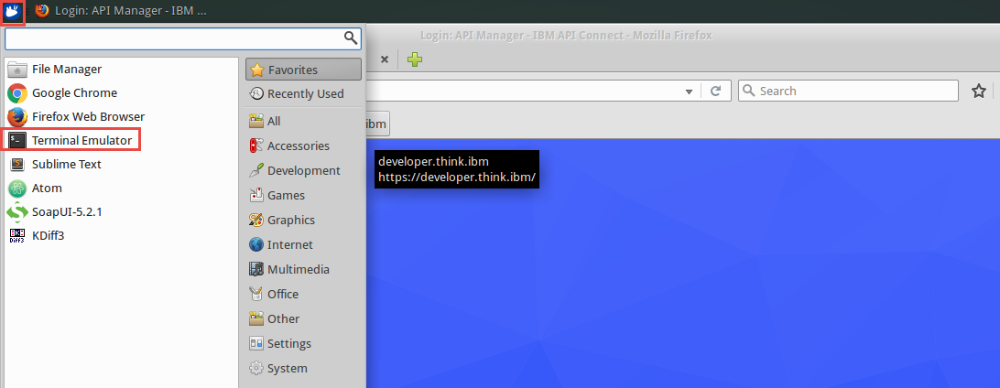 Login: API Manager - IBM ...
Login: API Manager - IBM API Connect - Mozilla Firefox
Search
ibm
File Manager
Google Chrome
Firefox Web Browser
Terminal Emulator
Sublime Text
Atom
SoapUI-5.2.1
KDiff3
Favorites
Recently Used
All
Accessories
Development
Games
Graphics
Internet
Multimedia
Office
Other
Settings
System
developer.think.ibm
https://developer.think.ibm/